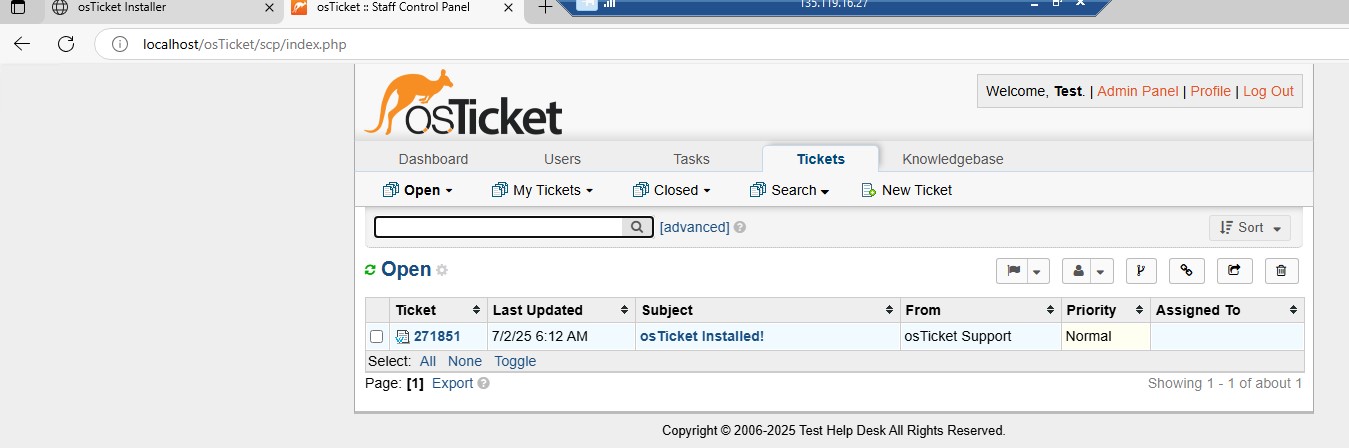 osTicket Installer
osTicket :: Staff Control Panel
135.119.16.27
localhost/osTicket/scp/index.php
osTicket
Welcome, Test. | Admin Panel | Profile | Log Out
Dashboard Users Tasks Tickets Knowledgebase
Open My Tickets Closed Search New Ticket
[advanced] ? Sort
Open
Ticket Last Updated Subject From Priority Assigned To
271851 7/2/25 6:12 AM osTicket Installed! osTicket Support Normal
Select: All None Toggle
Page: [1] Export ? Showing 1 - 1 of about 1
Copyright © 2006-2025 Test Help Desk All Rights Reserved.